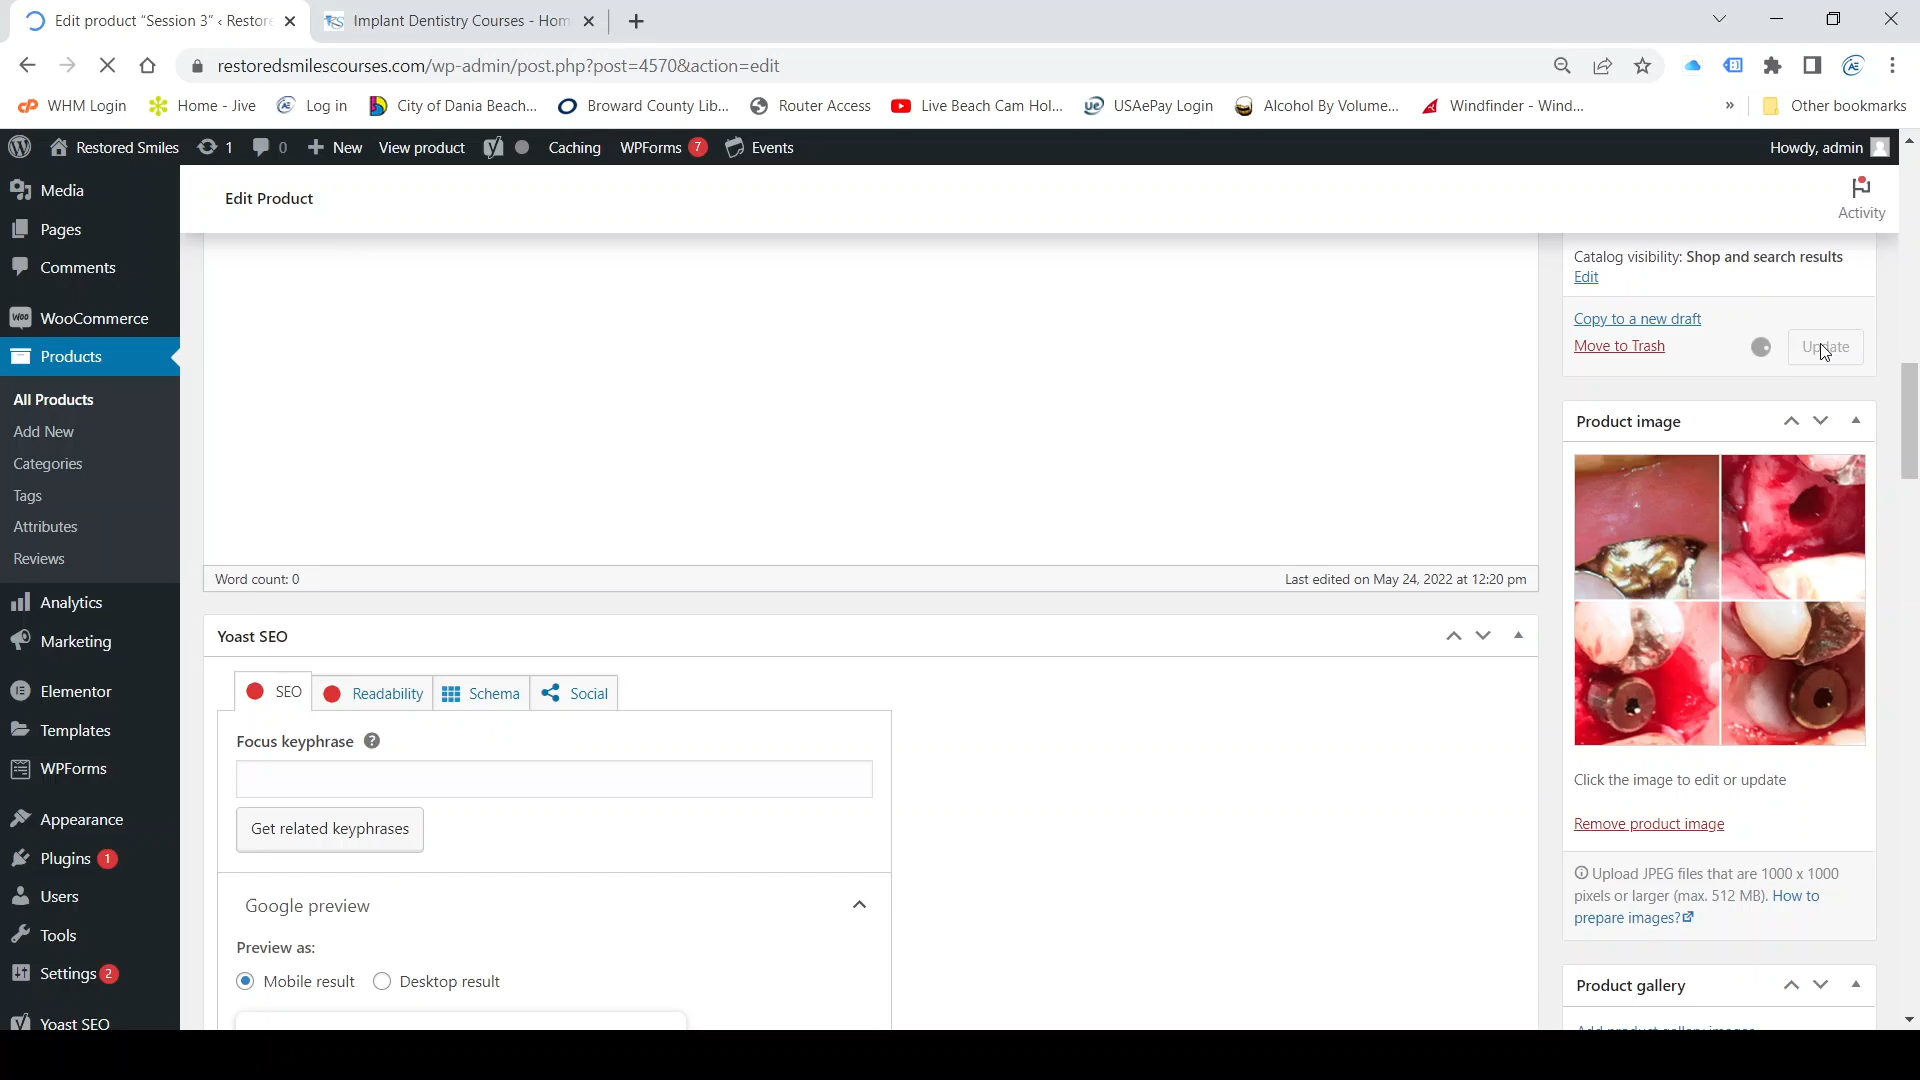 Edit product “Session 3” ‹ Restore
Implant Dentistry Courses - Hom
restoredsmilescourses.com/wp-admin/post.php?post=4570&action=edit
WHM Login
Home - Jive
Log in
City of Dania Beach...
Broward County Lib...
Router Access
Live Beach Cam Hol...
USAePay Login
Alcohol By Volume...
Windfinder - Wind...
»
Other bookmarks
Restored Smiles
1
0
New
View product
Caching
WPForms 7
Events
Howdy, admin
Media
Pages
Comments
WooCommerce
Products
All Products
Add New
Categories
Tags
Attributes
Reviews
Analytics
Marketing
Elementor
Templates
WPForms
Appearance
Plugins 1
Users
Tools
Settings 2
Yoast SEO
Edit Product
Activity
Catalog visibility: Shop and search results
Edit
Copy to a new draft
Move to Trash
Update
Word count: 0
Last edited on May 24, 2022 at 12:20 pm
Yoast SEO
SEO
Readability
Schema
Social
Focus keyphrase
Get related keyphrases
Google preview
Preview as:
Mobile result
Desktop result
Product image
Click the image to edit or update
Remove product image
Upload JPEG files that are 1000 x 1000
pixels or larger (max. 512 MB). How to
prepare images?
Product gallery